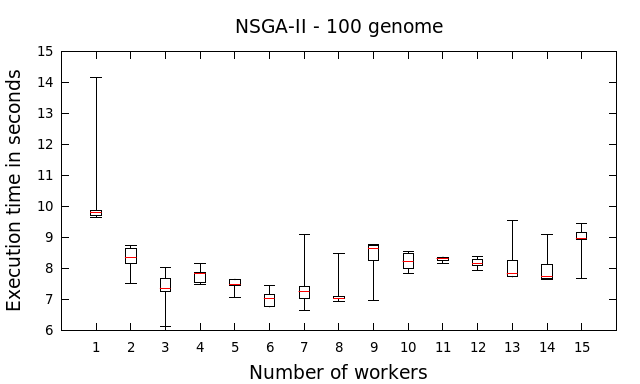 NSGA-II - 100 genome
Execution time in seconds
15
14
13
12
11
10
9
8
7
6
1 2 3 4 5 6 7 8 9 10 11 12 13 14 15
Number of workers